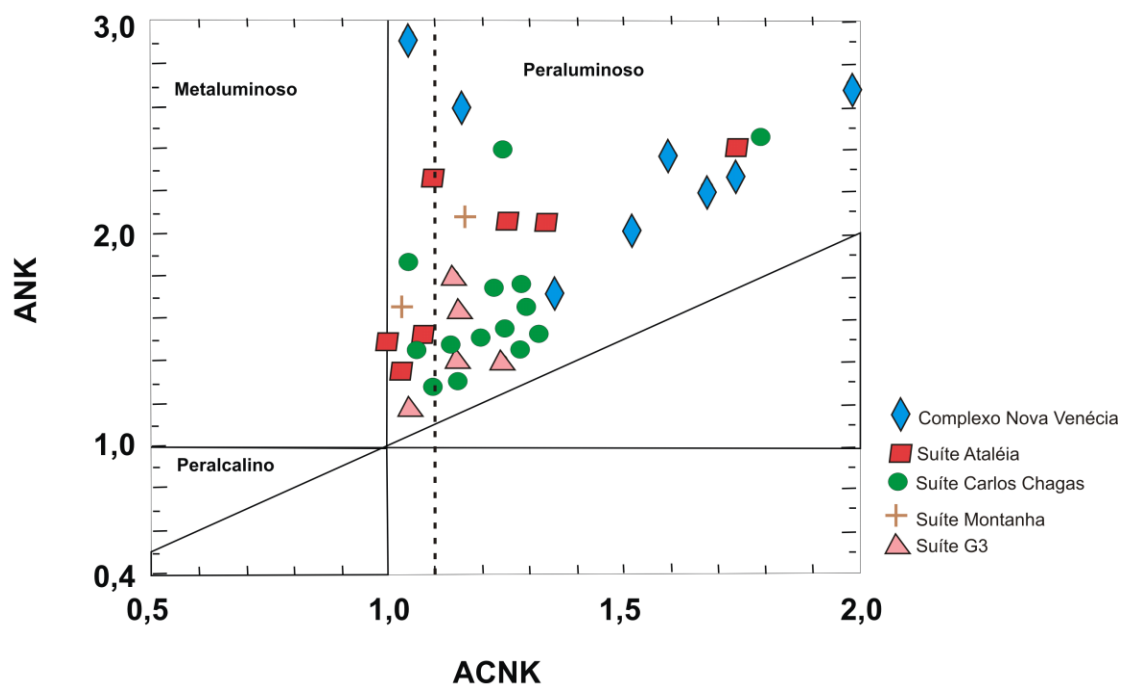 3,0
Metaluminoso
Peraluminoso
2,0
ANK
1,0
Peralcalino
0,4
0,5
1,0
1,5
2,0
ACNK
Complexo Nova Venécia
Suíte Ataléia
Suíte Carlos Chagas
Suíte Montanha
Suíte G3